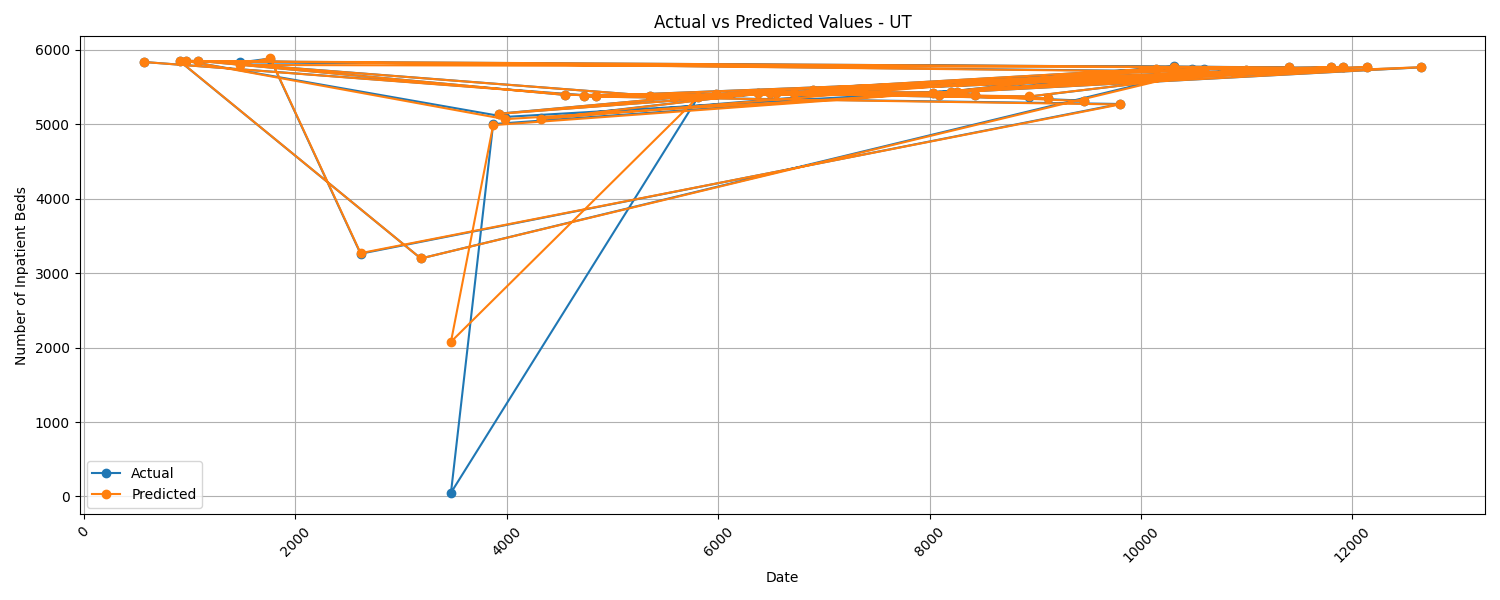 Actual vs Predicted Values - UT
Number of Inpatient Beds
6000
5000
4000
3000
2000
1000
0
Actual
Predicted
0
2000
4000
6000
8000
10000
12000
Date